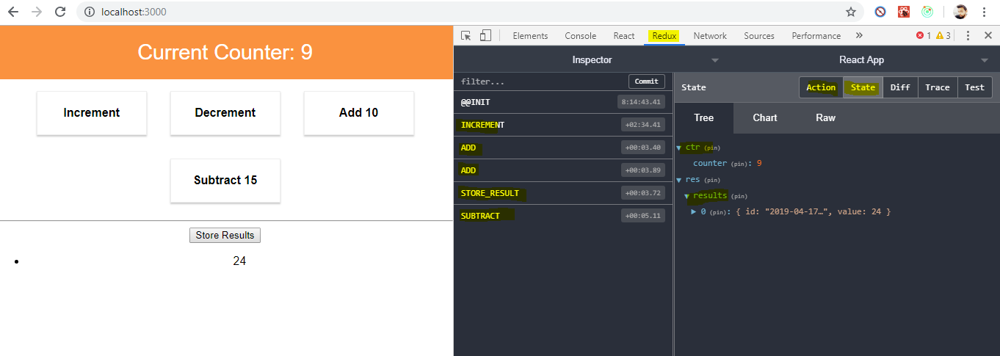 localhost:3000
Current Counter: 9
Increment
Decrement
Add 10
Subtract 15
Store Results
24
Elements Console React Redux Network Sources Performance » 1 3
Inspector
React App
filter... Commit
@@INIT 8:14:43.41
INCREMENT +02:34.41
ADD +00:03.40
ADD +00:03.89
STORE_RESULT +00:03.72
SUBTRACT +00:05.11
State Action State Diff Trace Test
Tree Chart Raw
ctr (pin)
counter (pin): 9
res (pin)
results (pin)
0 (pin): { id: "2019-04-17…", value: 24 }